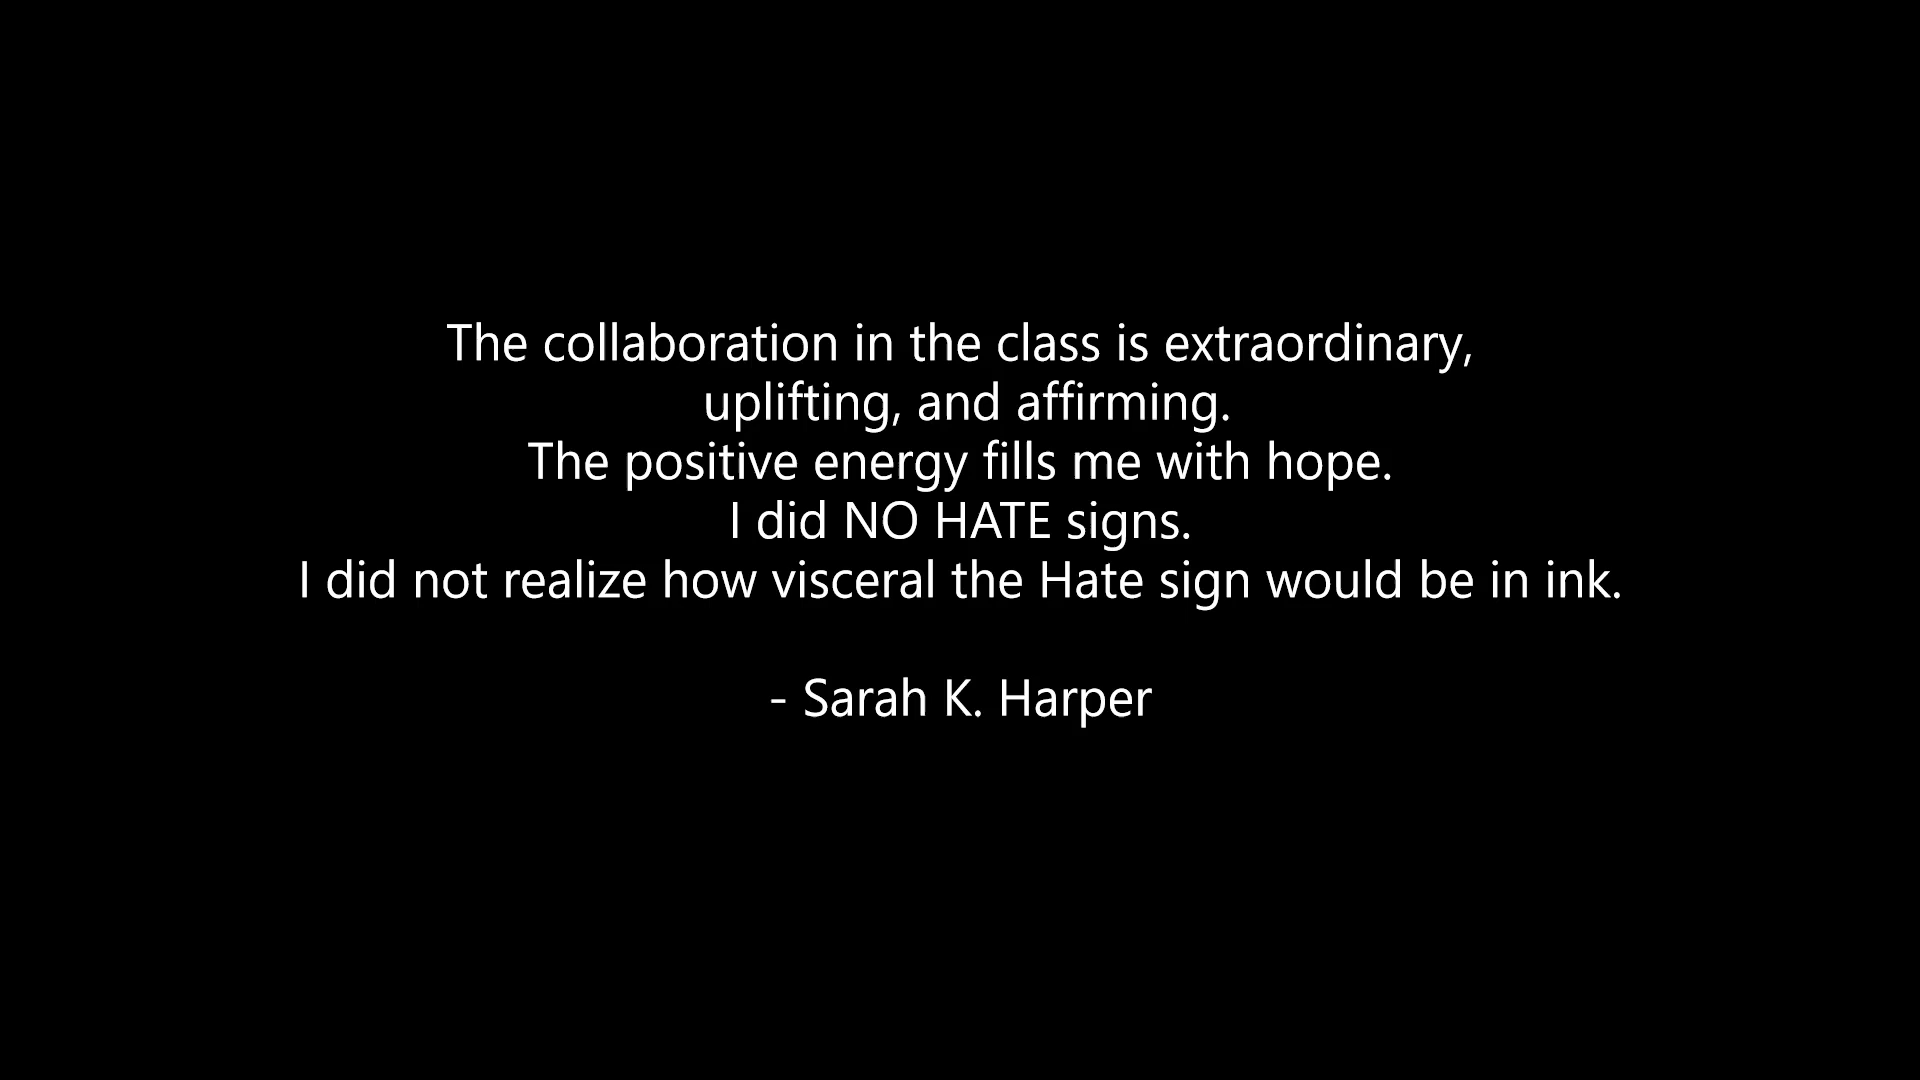 The collaboration in the class is extraordinary,
uplifting, and affirming.
The positive energy fills me with hope.
I did NO HATE signs.
I did not realize how visceral the Hate sign would be in ink.
- Sarah K. Harper